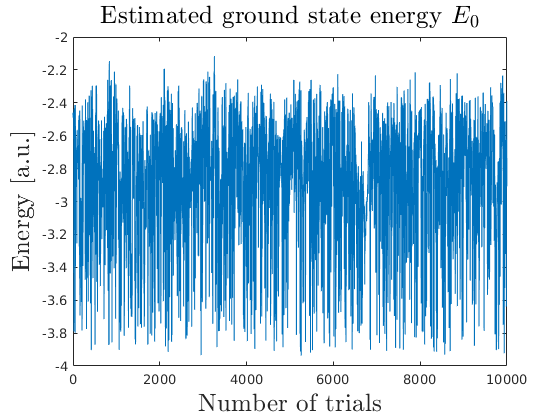 Estimated ground state energy E₀
Energy [a.u.]
-2
-2.2
-2.4
-2.6
-2.8
-3
-3.2
-3.4
-3.6
-3.8
-4
0 2000 4000 6000 8000 10000
Number of trials